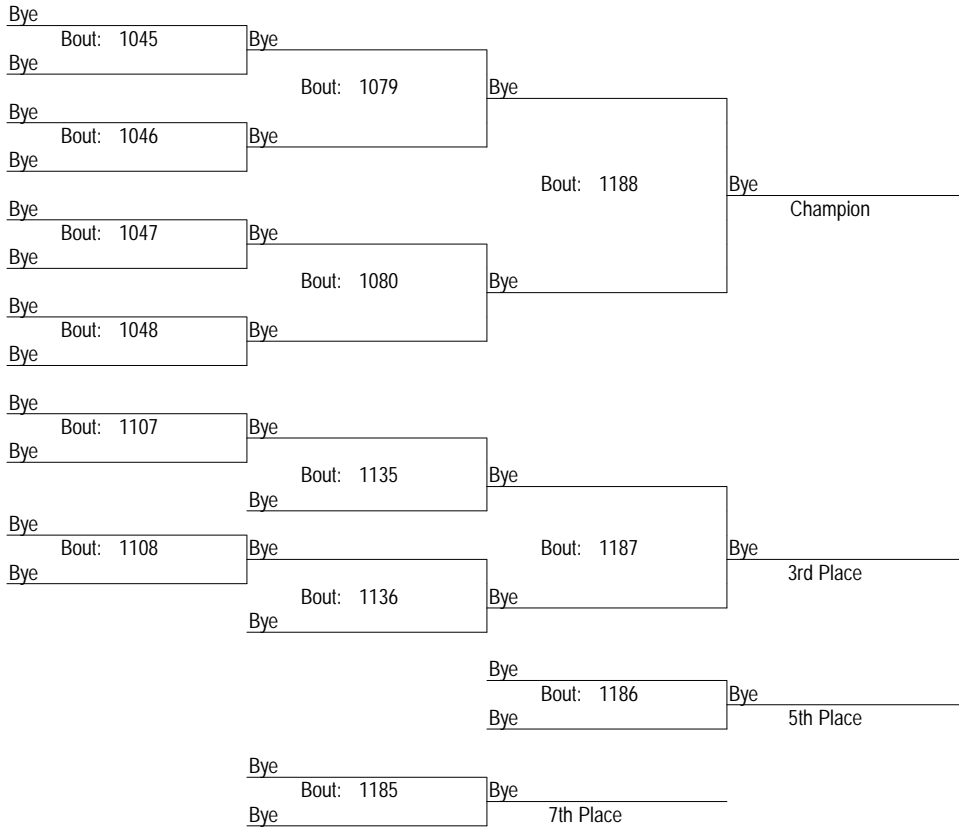 Bye
Bout: 1045 Bye
Bye
Bout: 1079 Bye
Bye
Bout: 1046 Bye
Bye
Bout: 1188 Bye
Champion
Bye
Bout: 1047 Bye
Bye
Bout: 1080 Bye
Bye
Bout: 1048 Bye
Bye
Bye
Bout: 1107 Bye
Bye
Bout: 1135 Bye
Bye
Bye
Bout: 1108 Bye
Bout: 1187 Bye
Bye
3rd Place
Bout: 1136 Bye
Bye
Bye
Bout: 1186 Bye
Bye
5th Place
Bye
Bout: 1185 Bye
Bye
7th Place